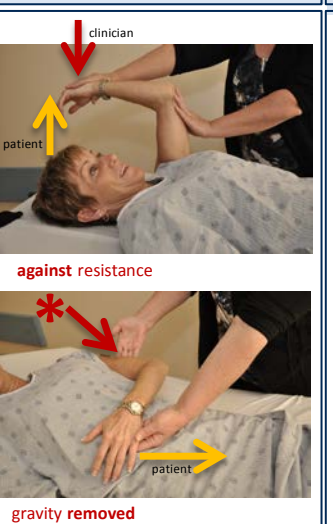 clinician
patient
against resistance
*
patient
gravity removed